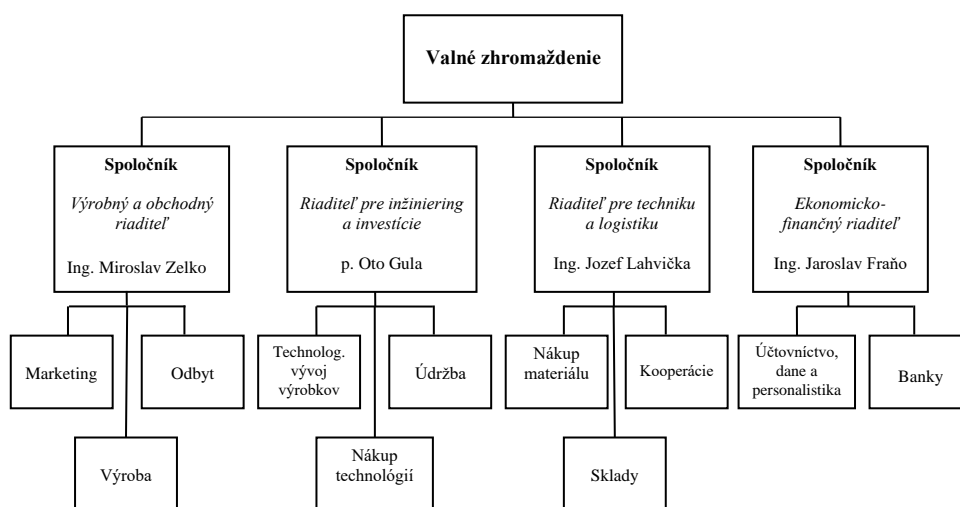 Valné zhromaždenie
Spoločník
Výrobný a obchodný
riaditeľ
Ing. Miroslav Zelko
Spoločník
Riaditeľ pre inžiniering
a investície
p. Oto Gula
Spoločník
Riaditeľ pre techniku
a logistiku
Ing. Jozef Lahvička
Spoločník
Ekonomicko-
finančný riaditeľ
Ing. Jaroslav Fraňo
Marketing
Odbyt
Technolog.
vývoj
výrobkov
Údržba
Nákup
materiálu
Kooperácie
Účtovníctvo,
dane a
personalistika
Banky
Výroba
Nákup
technológií
Sklady